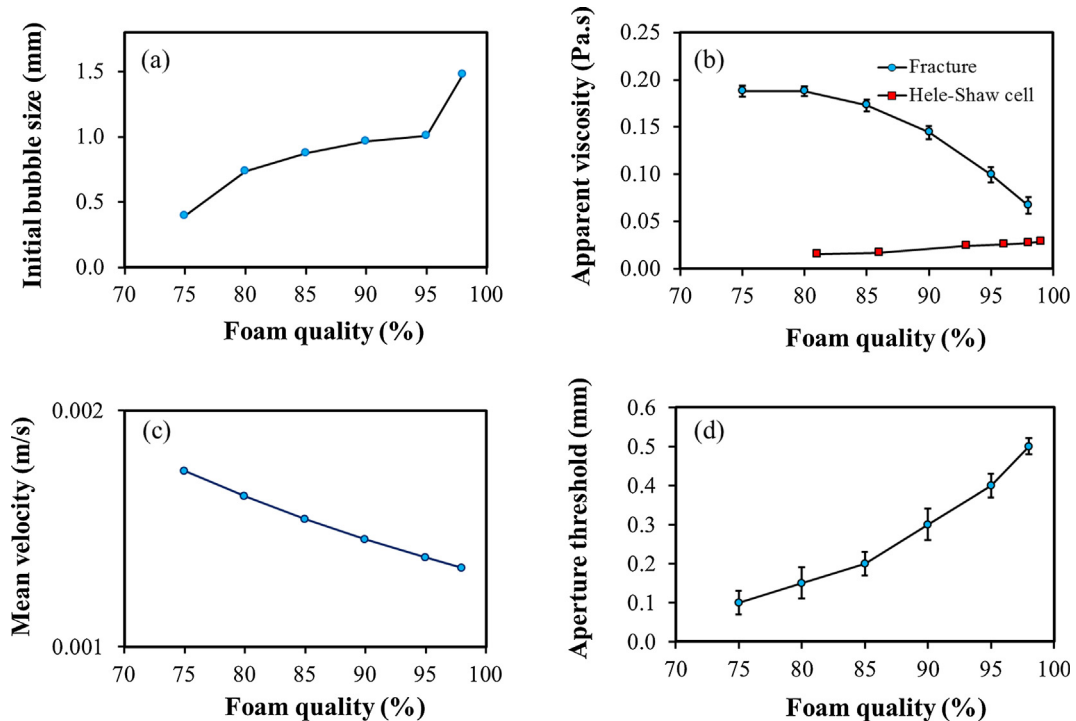 (a)
Initial bubble size (mm)
1.5
1.0
0.5
0.0
70 75 80 85 90 95 100
Foam quality (%)
(b)
Apparent viscosity (Pa.s)
0.25
0.20
0.15
0.10
0.05
0.00
Fracture
Hele-Shaw cell
70 75 80 85 90 95 100
Foam quality (%)
(c)
Mean velocity (m/s)
0.002
0.001
70 75 80 85 90 95 100
Foam quality (%)
(d)
Aperture threshold (mm)
0.6
0.5
0.4
0.3
0.2
0.1
0.0
70 75 80 85 90 95 100
Foam quality (%)